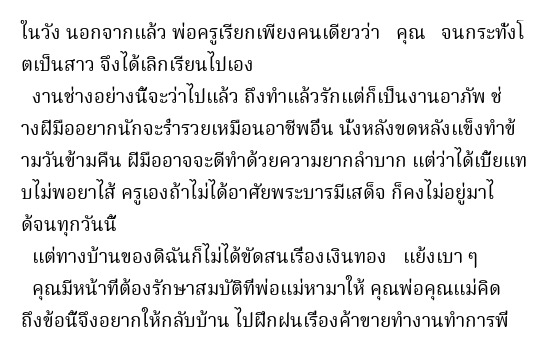 ในวัง นอกจากแล้ว พ่อครูเรียกเพียงคนเดียวว่า   คุณ   จนกระทั่งโ
ตเป็นสาว จึงได้เลิกเรียนไปเอง
งานช่างอย่างนี้จะว่าไปแล้ว ถึงทำแล้วรักแต่ก็เป็นงานอาภัพ ช่
างฝีมืออยากนักจะร่ำรวยเหมือนอาชีพอื่น นั่งหลังขดหลังแข็งทำข้
ามวันข้ามคืน ฝีมืออาจจะดีทำด้วยความยากลำบาก แต่ว่าได้เบี้ยแท
บไม่พอยาไส้ ครูเองถ้าไม่ได้อาศัยพระบารมีเสด็จ ก็คงไม่อยู่มาไ
ด้จนทุกวันนี้
แต่ทางบ้านของดิฉันก็ไม่ได้ขัดสนเรื่องเงินทอง   แย้งเบา ๆ
คุณมีหน้าที่ต้องรักษาสมบัติที่พ่อแม่หามาให้ คุณพ่อคุณแม่คิด
ถึงข้อนี้จึงอยากให้กลับบ้าน ไปฝึกฝนเรื่องค้าขายทำงานทำการพี่